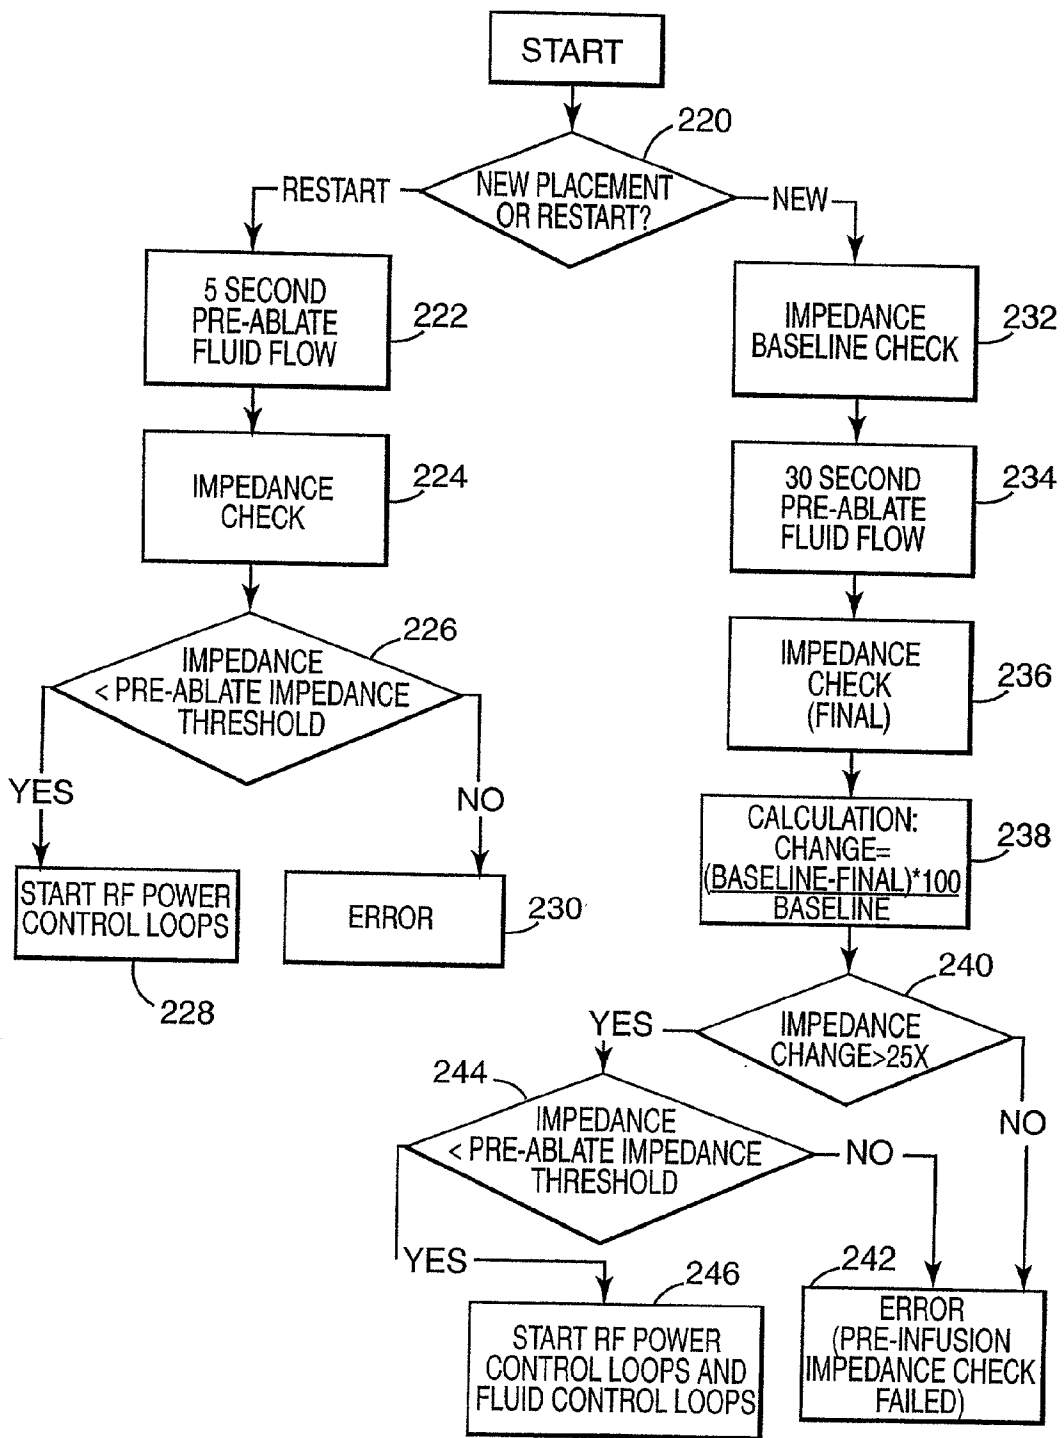 START
220
NEW PLACEMENT
OR RESTART?
RESTART
NEW
5 SECOND
PRE-ABLATE
FLUID FLOW
222
IMPEDANCE
CHECK
224
IMPEDANCE
< PRE-ABLATE IMPEDANCE
THRESHOLD
226
YES
NO
START RF POWER
CONTROL LOOPS
228
ERROR
230
IMPEDANCE
BASELINE CHECK
232
30 SECOND
PRE-ABLATE
FLUID FLOW
234
IMPEDANCE
CHECK
(FINAL)
236
CALCULATION:
CHANGE=
(BASELINE-FINAL)*100
BASELINE
238
240
IMPEDANCE
CHANGE>25X
YES
NO
244
IMPEDANCE
< PRE-ABLATE IMPEDANCE
THRESHOLD
NO
YES
246
START RF POWER
CONTROL LOOPS AND
FLUID CONTROL LOOPS
242
ERROR
(PRE-INFUSION
IMPEDANCE CHECK
FAILED)